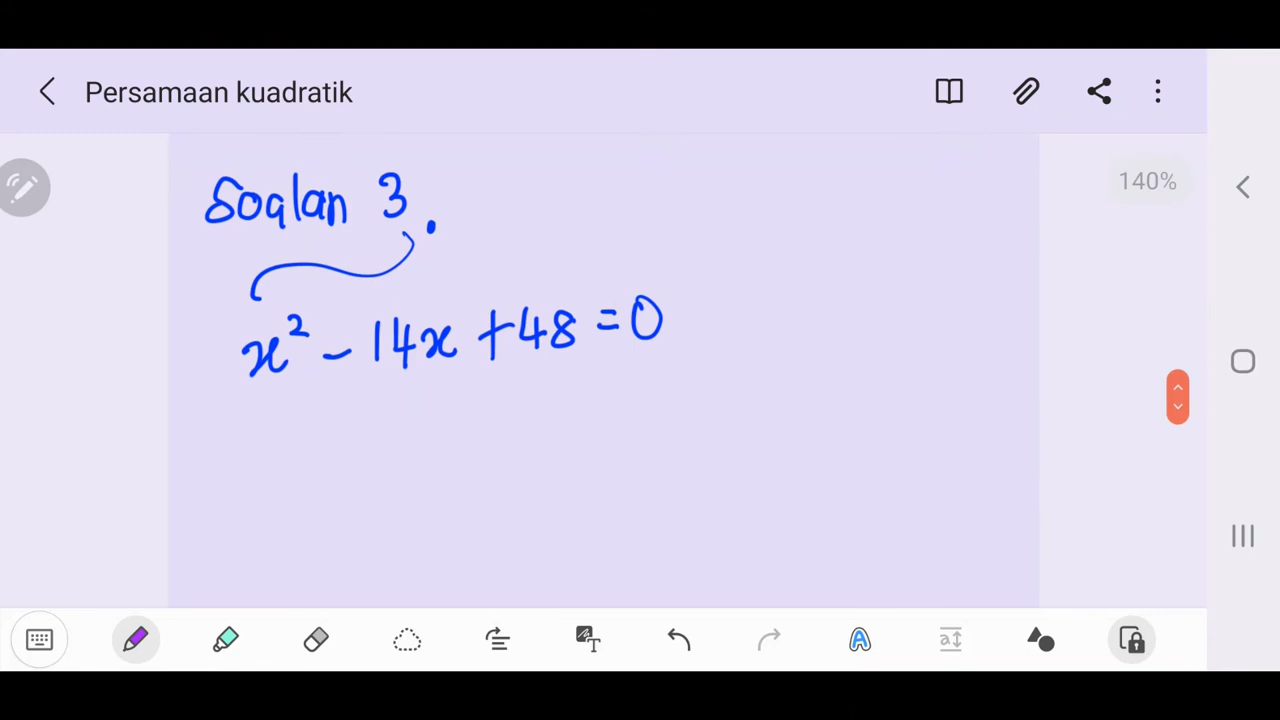 Persamaan kuadratik
140%
Soalan 3.
x² - 14x + 48 = 0